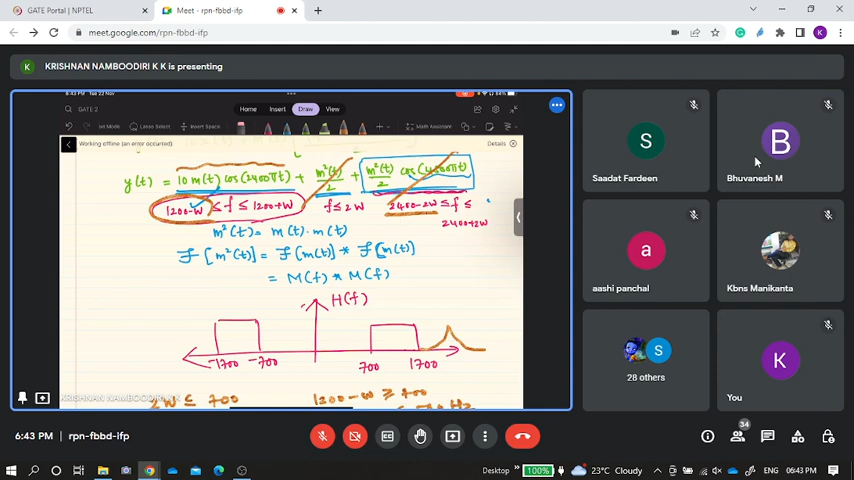 GATE Portal | NPTEL
Meet - rpn-fbbd-ifp
meet.google.com/rpn-fbbd-ifp
K
KRISHNAN NAMBOODIRI K K is presenting
GATE 2
Home Insert Draw View
Lasso Select Insert Space Math Assistant
Working offline (an error occurred) Details
y(t) = 10 m(t) cos(2400πt) + m²(t)/2 + m²(t)/2 cos(4800πt)
1200-W ≤ f ≤ 1200+W f ≤ 2W 2400-2W ≤ f ≤
2400+2W
m²(t) = m(t) . m(t)
F[m²(t)] = F[m(t)] * F[m(t)]
= M(f) * M(f)
H(f)
-1700 -700 700 1700
2W ≤ 700 1200-W ≥ 700
KRISHNAN NAMBOODIRI K K
S
Saadat Fardeen
B
Bhuvanesh M
a
aashi panchal
Kbns Manikanta
S
28 others
K
You
6:43 PM | rpn-fbbd-ifp
34
Desktop
100%
23°C Cloudy
ENG 06:43 PM